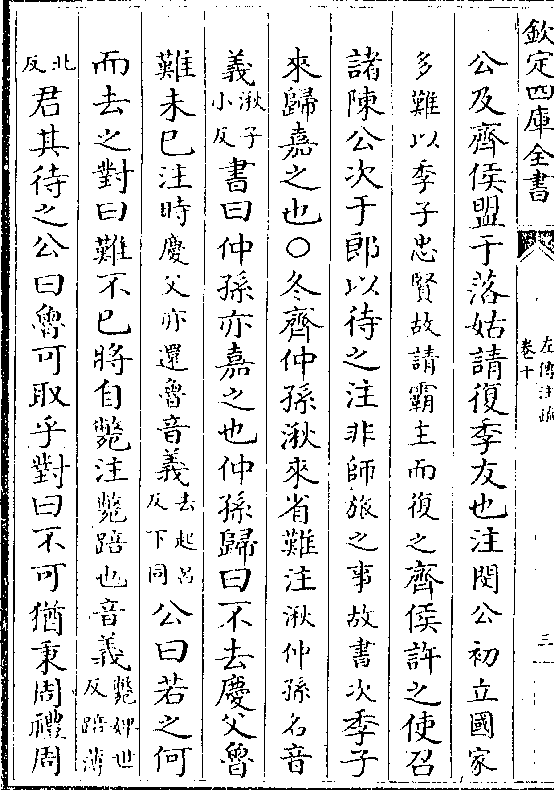 欽定四庫全書
左傳注疏
卷十
三
公及齊侯盟于落姑請復季友也注閔公初立國家
多難以季子忠賢故請霸主而復之齊侯許之使召
諸陳公次于郎以待之注非師旅之事故書次季子
來歸嘉之也○冬齊仲孫湫來省難注湫仲孫名音
義湫子小反書曰仲孫亦嘉之也仲孫歸曰不去慶父魯
難未已注時慶父亦還魯音義去起呂反下同公曰若之何
而去之對曰難不已將自斃注斃踣也音義斃婢世反踣蒲
北反君其待之公曰魯可取乎對曰不可猶秉周禮周